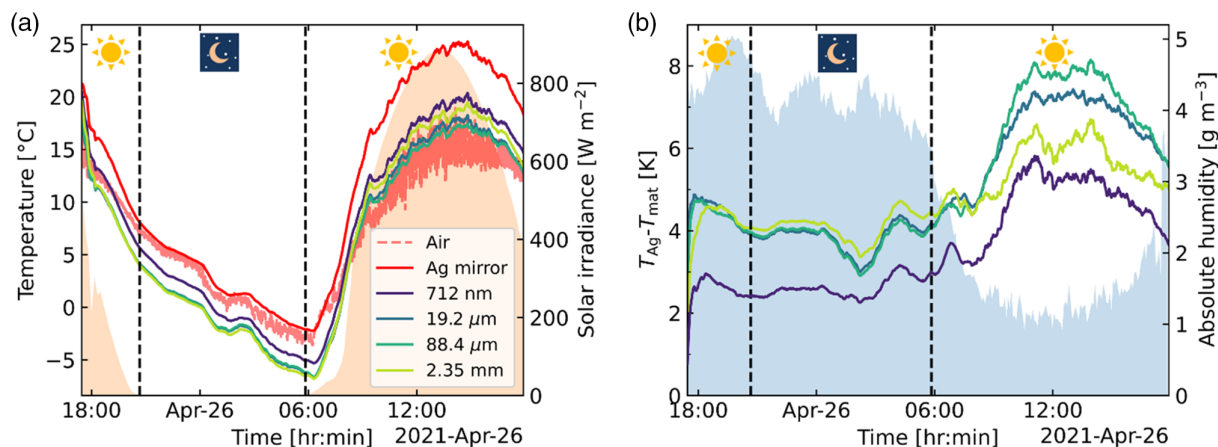 (a)
Temperature [°C]
25
20
15
10
5
0
−5
18:00
Apr-26
06:00
12:00
Time [hr:min]
2021-Apr-26
Air
Ag mirror
712 nm
19.2 μm
88.4 μm
2.35 mm
800
600
400
200
0
Solar irradiance [W m−2]
(b)
TAg-Tmat [K]
8
6
4
2
0
18:00
Apr-26
06:00
12:00
Time [hr:min]
2021-Apr-26
5
4
3
2
1
0
Absolute humidity [g m−3]